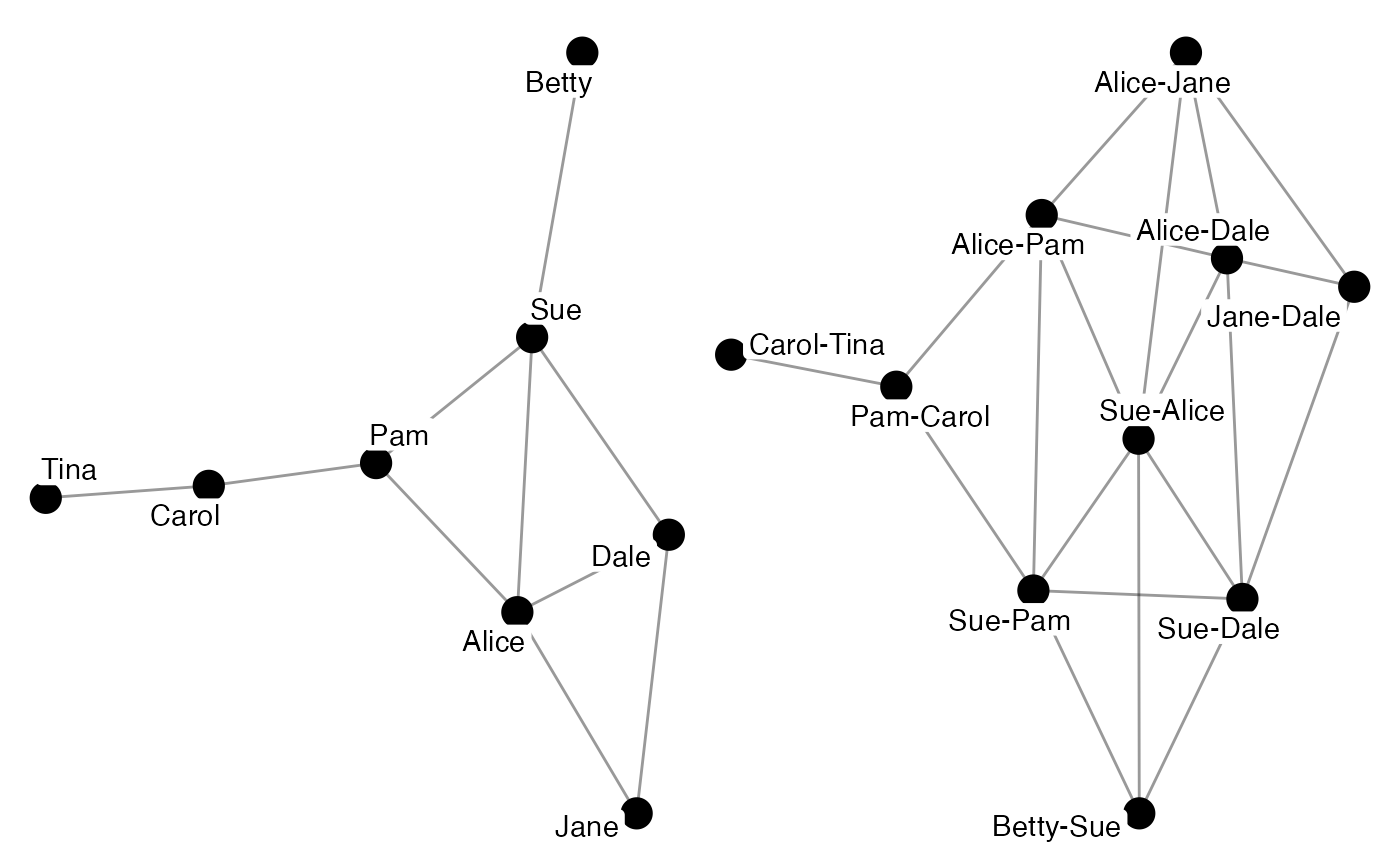 Betty
Sue
Pam
Tina
Carol
Dale
Alice
Jane
Alice-Jane
Alice-Dale
Alice-Pam
Jane-Dale
Carol-Tina
Sue-Alice
Pam-Carol
Sue-Pam
Sue-Dale
Betty-Sue